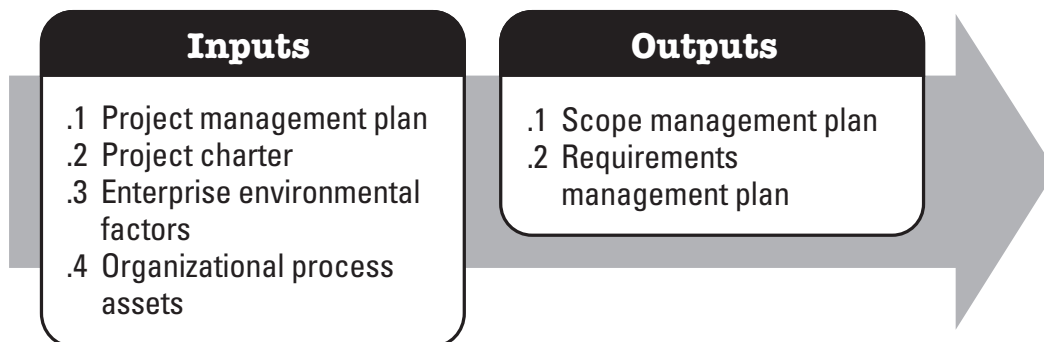 Inputs
.1 Project management plan
.2 Project charter
.3 Enterprise environmental
factors
.4 Organizational process
assets
Outputs
.1 Scope management plan
.2 Requirements
management plan